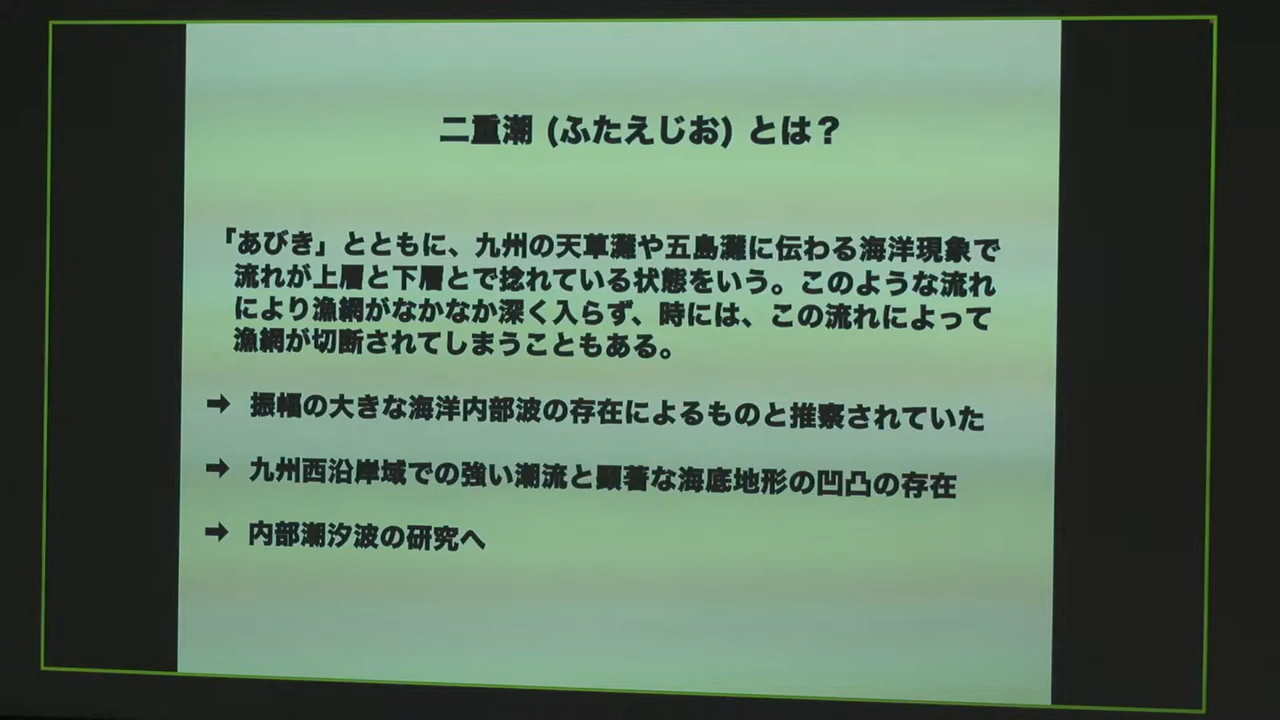 二重潮 (ふたえじお) とは？
「あびき」とともに、九州の天草灘や五島灘に伝わる海洋現象で
流れが上層と下層とで捻れている状態をいう。このような流れ
により漁網がなかなか深く入らず、時には、この流れによって
漁網が切断されてしまうこともある。
➡ 振幅の大きな海洋内部波の存在によるものと推察されていた
➡ 九州西沿岸域での強い潮流と顕著な海底地形の凹凸の存在
➡ 内部潮汐波の研究へ